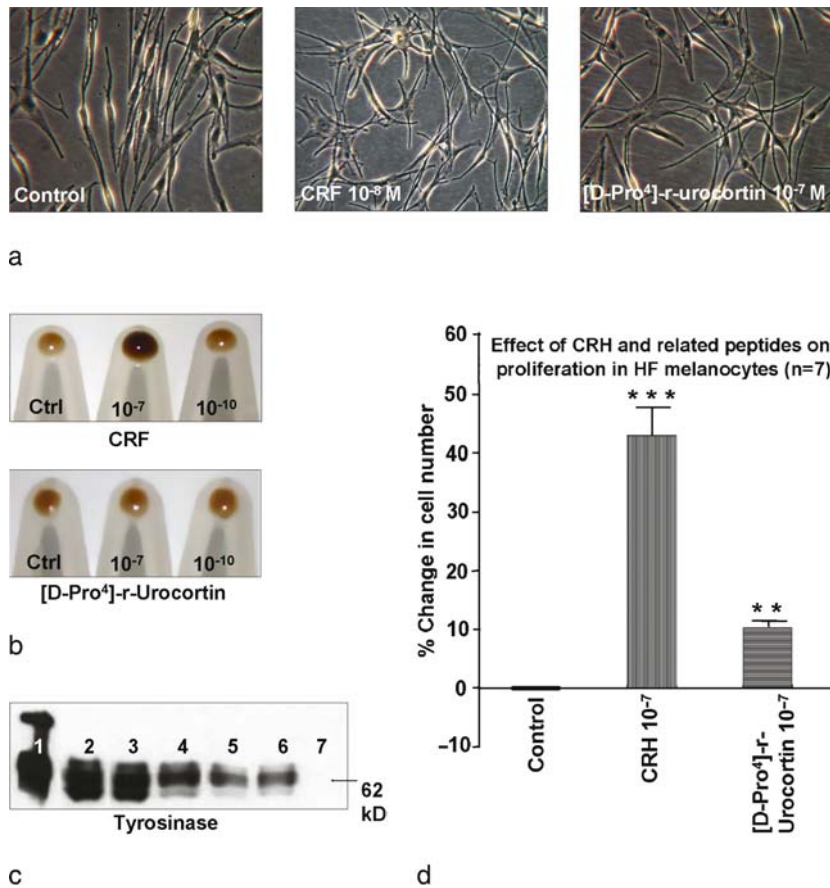 Control
CRF 10⁻⁸ M
[D-Pro⁴]-r-urocortin 10⁻⁷ M
a
Ctrl 10⁻⁷ 10⁻¹⁰
CRF
Ctrl 10⁻⁷ 10⁻¹⁰
[D-Pro⁴]-r-Urocortin
b
1 2 3 4 5 6 7
62
kD
Tyrosinase
c
Effect of CRH and related peptides on
proliferation in HF melanocytes (n=7)
% Change in cell number
60
50
40
30
20
10
0
–10
***
**
Control
CRH 10⁻⁷
[D-Pro⁴]-r-
Urocortin 10⁻⁷
d